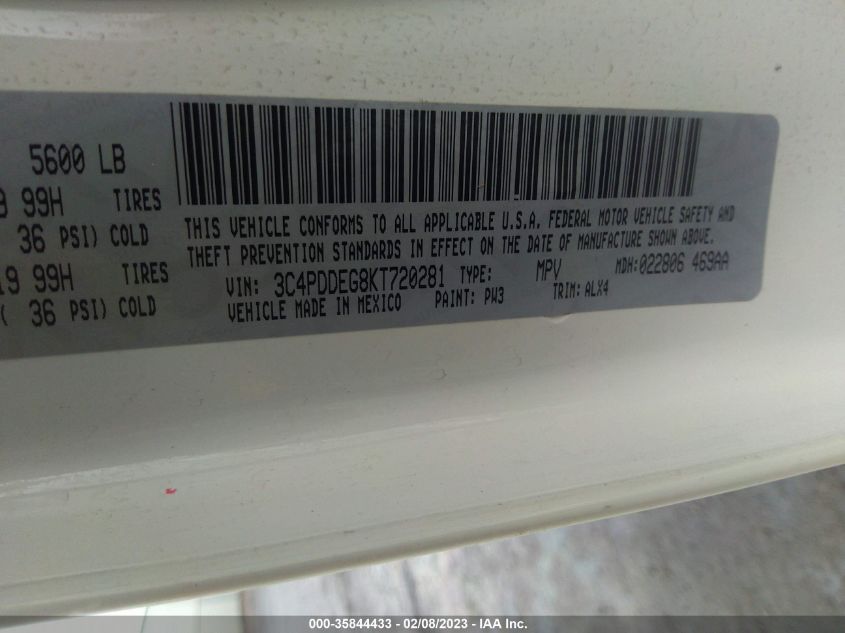 5600 LB
99H TIRES
36 PSI) COLD
19 99H TIRES
( 36 PSI) COLD
THIS VEHICLE CONFORMS TO ALL APPLICABLE U.S.A. FEDERAL MOTOR VEHICLE SAFETY AND
THEFT PREVENTION STANDARDS IN EFFECT ON THE DATE OF MANUFACTURE SHOWN ABOVE.
VIN: 3C4PDDEG8KT720281 TYPE: MPV MDH:022806 469AA
VEHICLE MADE IN MEXICO PAINT: PW3 TRIM: ALX4
000-35844433 - 02/08/2023 - IAA Inc.